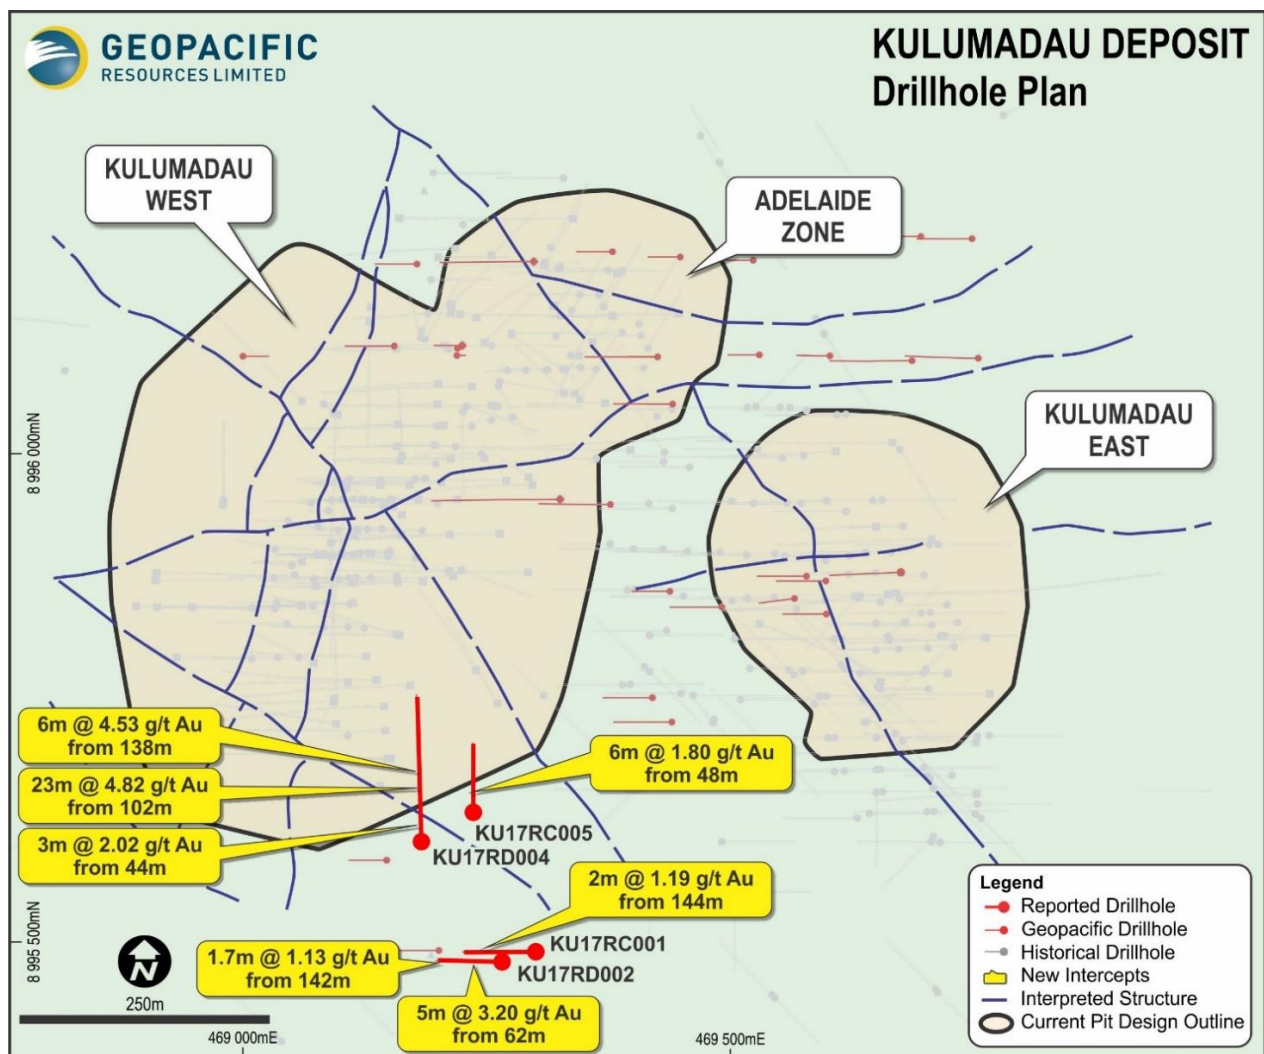 GEOPACIFIC
RESOURCES LIMITED
KULUMADAU DEPOSIT
Drillhole Plan
KULUMADAU
WEST
ADELAIDE
ZONE
KULUMADAU
EAST
8 996 000mN
6m @ 4.53 g/t Au
from 138m
23m @ 4.82 g/t Au
from 102m
3m @ 2.02 g/t Au
from 44m
6m @ 1.80 g/t Au
from 48m
KU17RC005
KU17RD004
2m @ 1.19 g/t Au
from 144m
KU17RC001
KU17RD002
1.7m @ 1.13 g/t Au
from 142m
5m @ 3.20 g/t Au
from 62m
8 995 500mN
N
250m
469 000mE
469 500mE
Legend
Reported Drillhole
Geopacific Drillhole
Historical Drillhole
New Intercepts
Interpreted Structure
Current Pit Design Outline